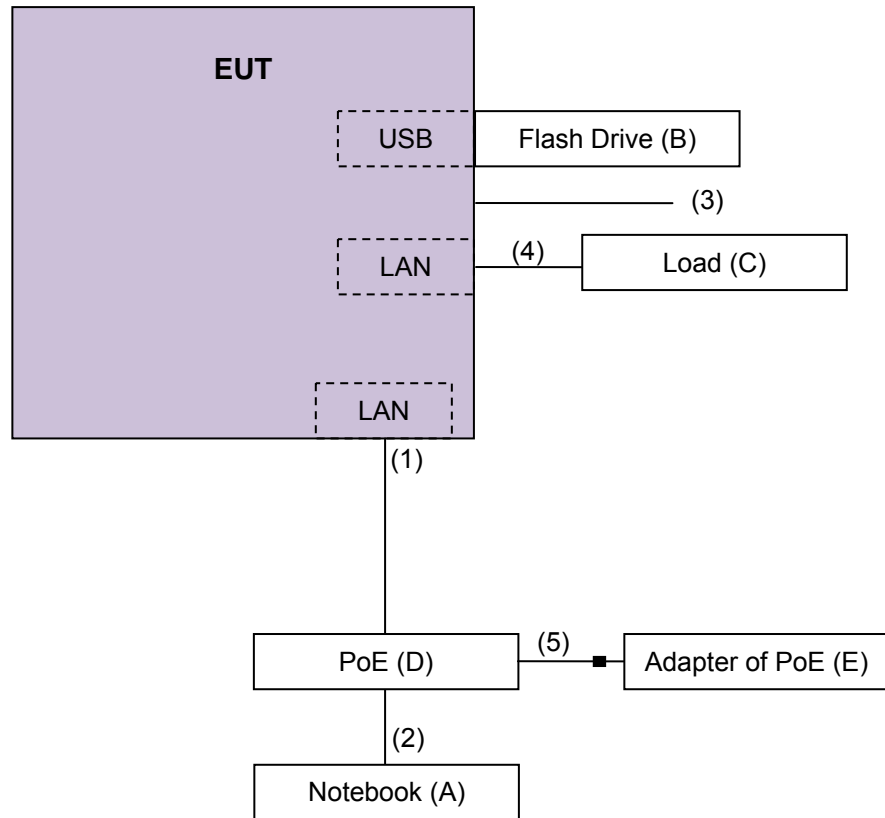 EUT
USB
Flash Drive (B)
(3)
LAN
(4)
Load (C)
LAN
(1)
PoE (D)
(5)
Adapter of PoE (E)
(2)
Notebook (A)